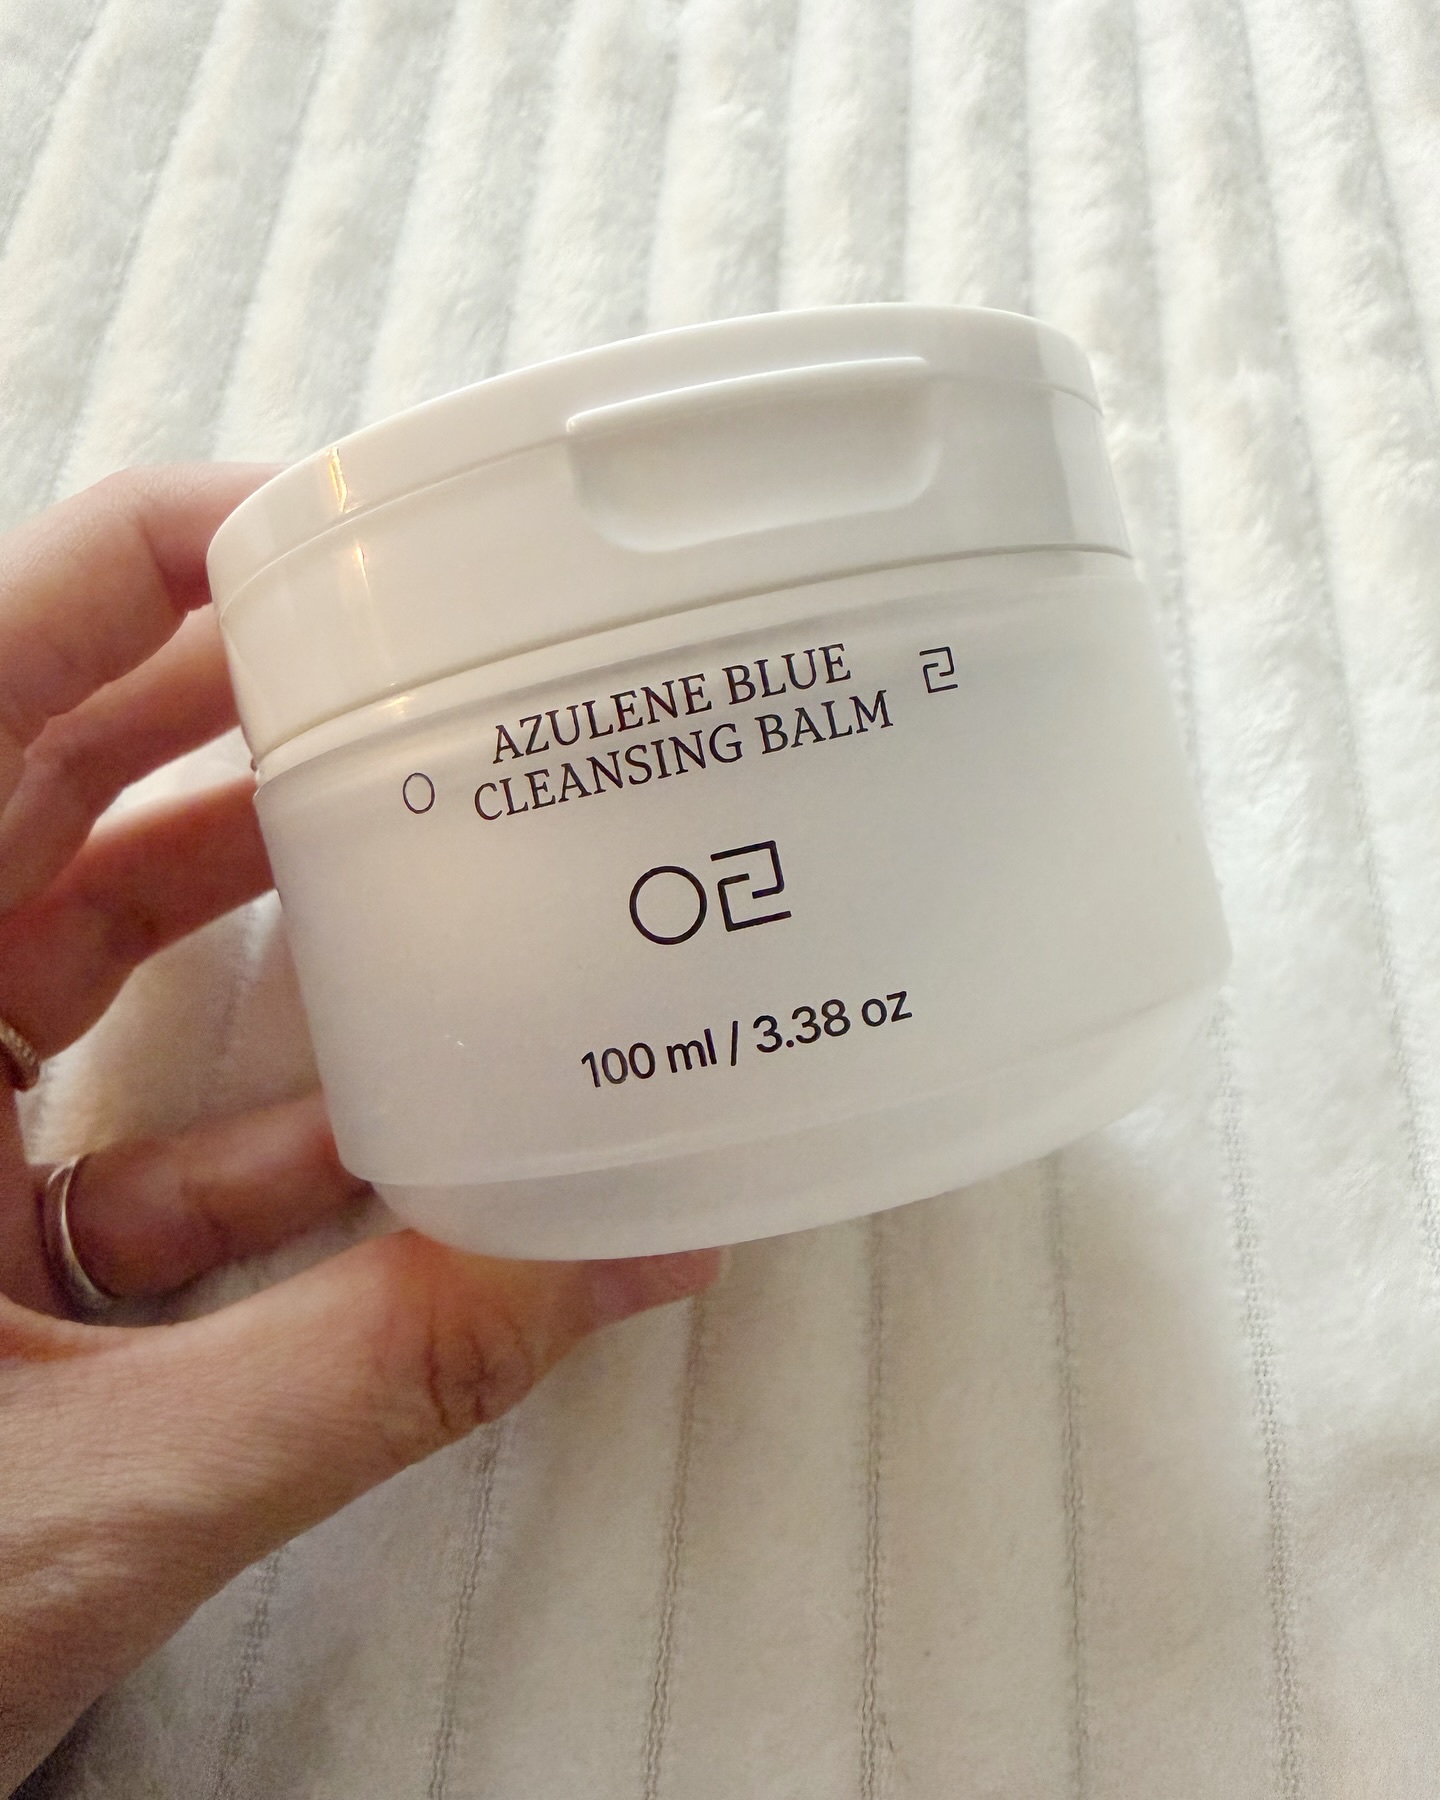 AZULENE BLUE
CLEANSING BALM
100 ml / 3.38 oz